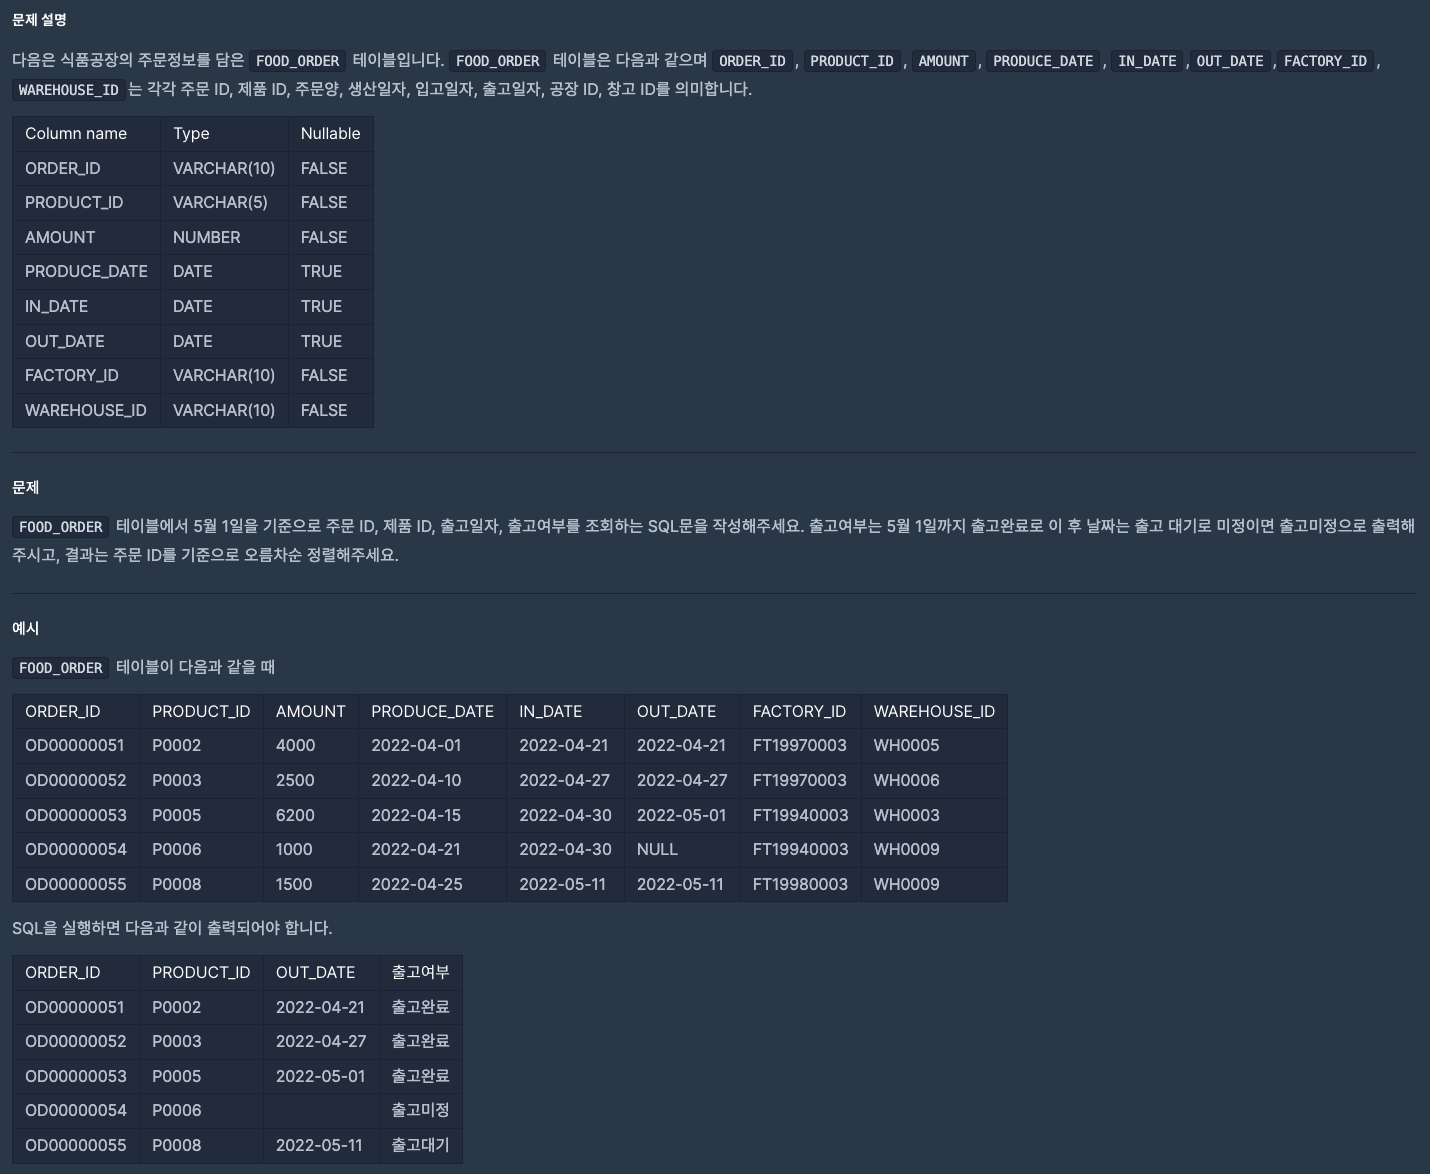 문제 설명
다음은 식품공장의 주문정보를 담은 FOOD_ORDER 테이블입니다. FOOD_ORDER 테이블은 다음과 같으며 ORDER_ID, PRODUCT_ID, AMOUNT, PRODUCE_DATE, IN_DATE,OUT_DATE,FACTORY_ID,
WAREHOUSE_ID는 각각 주문 ID, 제품 ID, 주문양, 생산일자, 입고일자, 출고일자, 공장 ID, 창고 ID를 의미합니다.
Column name Type Nullable
ORDER_ID VARCHAR(10) FALSE
PRODUCT_ID VARCHAR(5) FALSE
AMOUNT NUMBER FALSE
PRODUCE_DATE DATE TRUE
IN_DATE DATE TRUE
OUT_DATE DATE TRUE
FACTORY_ID VARCHAR(10) FALSE
WAREHOUSE_ID VARCHAR(10) FALSE
문제
FOOD_ORDER 테이블에서 5월 1일을 기준으로 주문 ID, 제품 ID, 출고일자, 출고여부를 조회하는 SQL문을 작성해주세요. 출고여부는 5월 1일까지 출고완료로 이 후 날짜는 출고 대기로 미정이면 출고미정으로 출력해
주시고, 결과는 주문 ID를 기준으로 오름차순 정렬해주세요.
예시
FOOD_ORDER 테이블이 다음과 같을 때
ORDER_ID PRODUCT_ID AMOUNT PRODUCE_DATE IN_DATE OUT_DATE FACTORY_ID WAREHOUSE_ID
OD00000051 P0002 4000 2022-04-01 2022-04-21 2022-04-21 FT19970003 WH0005
OD00000052 P0003 2500 2022-04-10 2022-04-27 2022-04-27 FT19970003 WH0006
OD00000053 P0005 6200 2022-04-15 2022-04-30 2022-05-01 FT19940003 WH0003
OD00000054 P0006 1000 2022-04-21 2022-04-30 NULL FT19940003 WH0009
OD00000055 P0008 1500 2022-04-25 2022-05-11 2022-05-11 FT19980003 WH0009
SQL을 실행하면 다음과 같이 출력되어야 합니다.
ORDER_ID PRODUCT_ID OUT_DATE 출고여부
OD00000051 P0002 2022-04-21 출고완료
OD00000052 P0003 2022-04-27 출고완료
OD00000053 P0005 2022-05-01 출고완료
OD00000054 P0006 출고미정
OD00000055 P0008 2022-05-11 출고대기